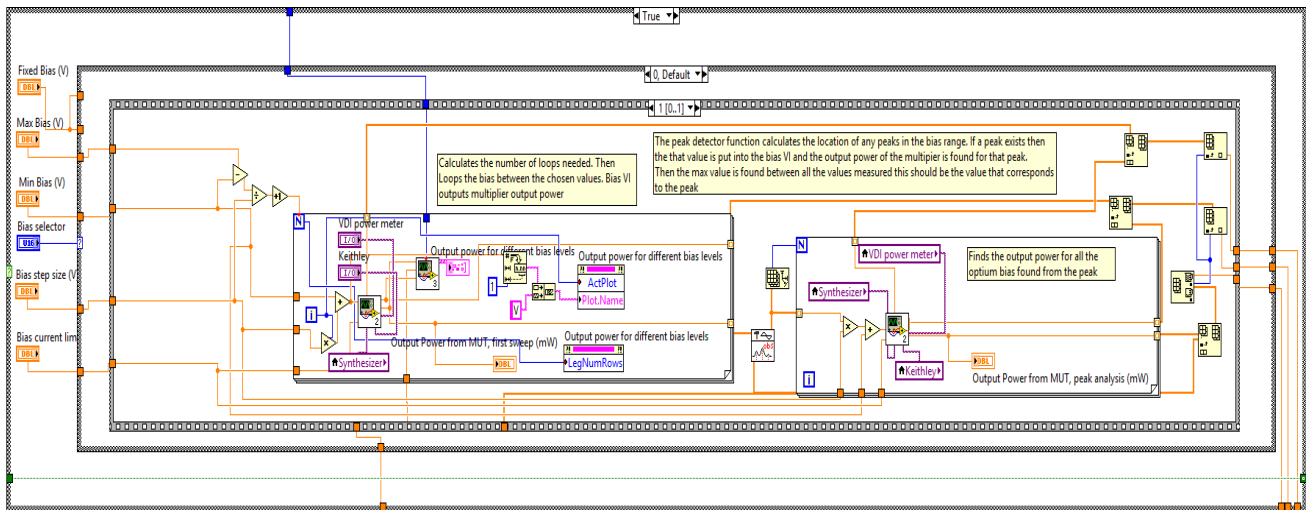 True
0, Default
1 [0..1]
Fixed Bias (V)
DBL
Max Bias (V)
DBL
Min Bias (V)
DBL
Bias selector
U16
Bias step size (V
DBL
Bias current lim
DBL
Calculates the number of loops needed. Then
Loops the bias between the chosen values. Bias VI
outputs multiplier output power
The peak detector function calculates the location of any peaks in the bias range. If a peak exists then
the that value is put into the bias VI and the output power of the multipier is found for that peak.
Then the max value is found between all the values measured this should be the value that corresponds
to the peak
+1
N
VDI power meter
I/O
Keithley
I/O
Output power for different bias levels
3
1
V
i
2
Output power for different bias levels
ActPlot
Plot.Name
Output Power from MUT, first sweep (mW)
DBL
Synthesizer
Output power for different bias levels
LegNumRows
N
VDI power meter
Finds the output power for all the
optium bias found from the peak
Synthesizer
2
Keithley
DBL
Output Power from MUT, peak analysis (mW)
i